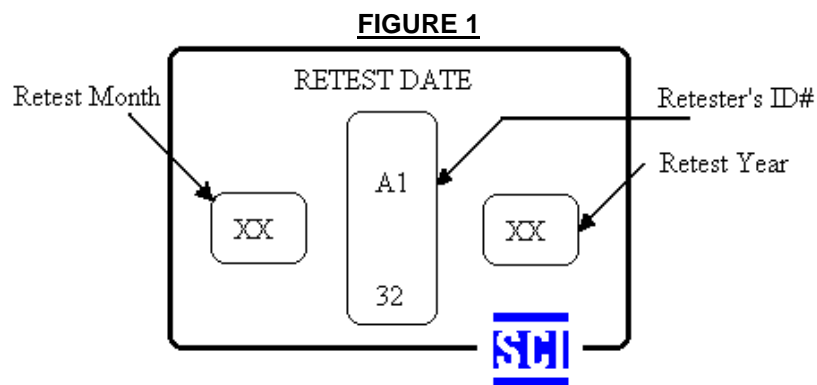 FIGURE 1
RETEST DATE
Retest Month
Retester's ID#
Retest Year
A1
XX
XX
32
SCI